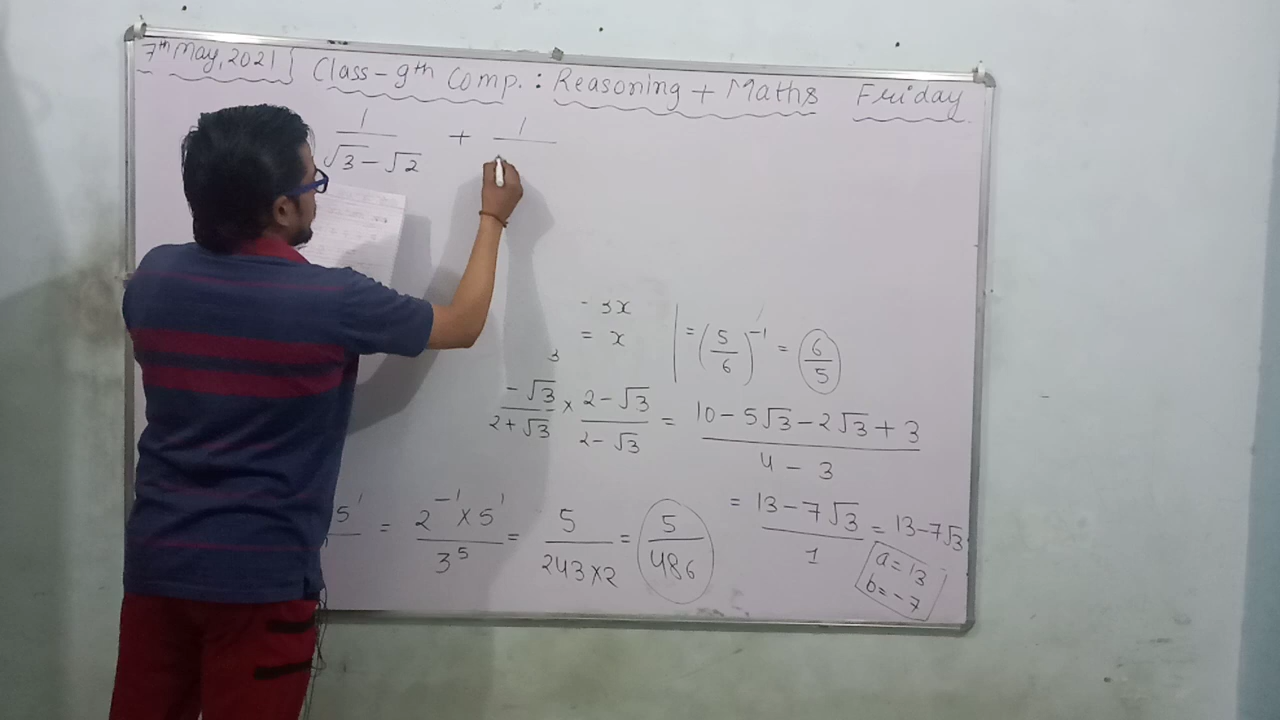 7th May, 2021 } Class - 9th Comp. : Reasoning + Maths Friday
1/(√3 - √2) + 1/
- 3x
= x
= (5/6)^-1 = 6/5
3
-√3/(2+√3) × (2-√3)/(2-√3) = (10 - 5√3 - 2√3 + 3)/(4 - 3)
= (13 - 7√3)/1 = 13 - 7√3
5^1 = (2^-1 × 5^1)/3^5 = 5/(243×2) = 5/486
a = 13
b = -7